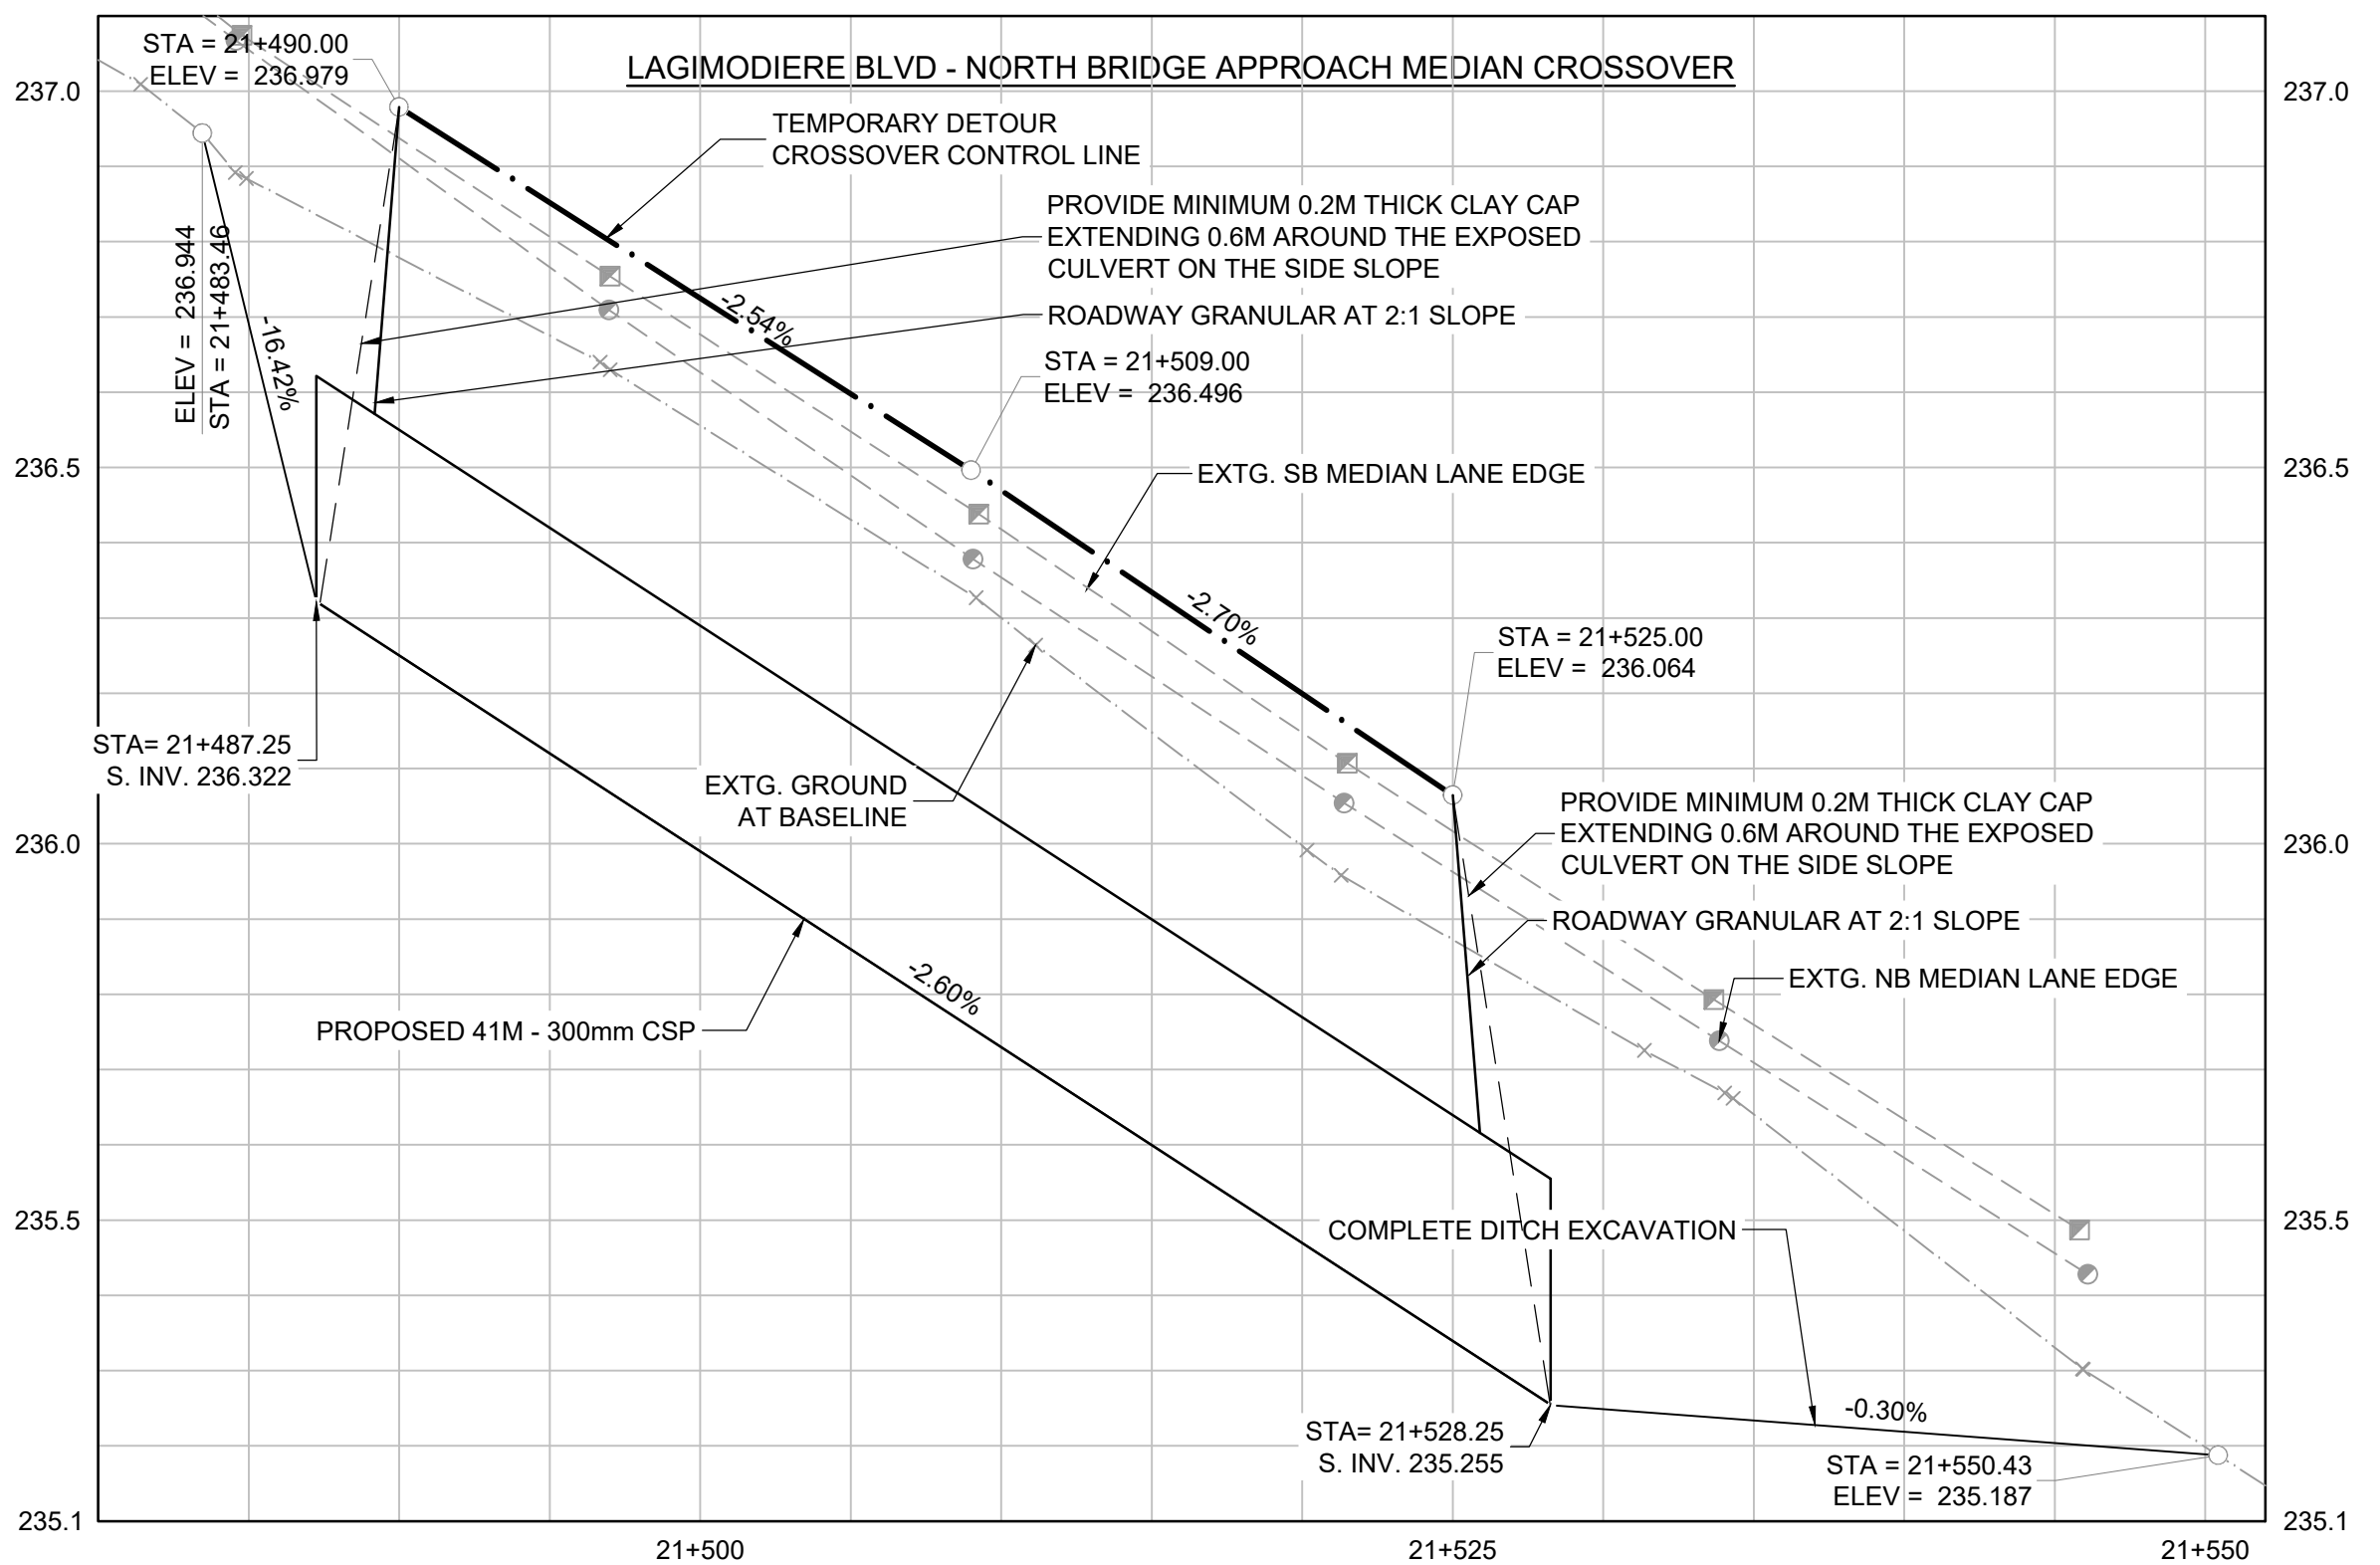 LAGIMODIERE BLVD - NORTH BRIDGE APPROACH MEDIAN CROSSOVER
STA = 21+490.00
ELEV = 236.979
237.0
237.0
TEMPORARY DETOUR
CROSSOVER CONTROL LINE
PROVIDE MINIMUM 0.2M THICK CLAY CAP
EXTENDING 0.6M AROUND THE EXPOSED
CULVERT ON THE SIDE SLOPE
ROADWAY GRANULAR AT 2:1 SLOPE
ELEV = 236.944
STA = 21+483.46
-16.42%
-2.54%
STA = 21+509.00
ELEV = 236.496
236.5
236.5
EXTG. SB MEDIAN LANE EDGE
-2.70%
STA = 21+525.00
ELEV = 236.064
STA= 21+487.25
S. INV. 236.322
EXTG. GROUND
AT BASELINE
236.0
236.0
PROVIDE MINIMUM 0.2M THICK CLAY CAP
EXTENDING 0.6M AROUND THE EXPOSED
CULVERT ON THE SIDE SLOPE
ROADWAY GRANULAR AT 2:1 SLOPE
EXTG. NB MEDIAN LANE EDGE
-2.60%
PROPOSED 41M - 300mm CSP
235.5
235.5
COMPLETE DITCH EXCAVATION
-0.30%
STA= 21+528.25
S. INV. 235.255
STA = 21+550.43
ELEV = 235.187
235.1
235.1
21+500
21+525
21+550